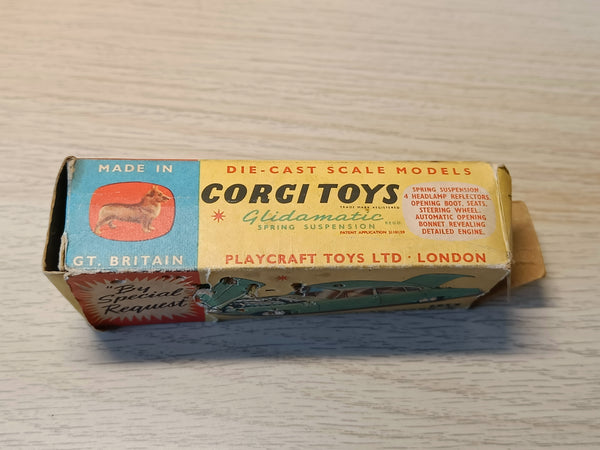 MADE IN
GT. BRITAIN
DIE-CAST SCALE MODELS
CORGI TOYS
TRADE MARK REGISTERED
Glidamatic
REGD
SPRING SUSPENSION
PLAYCRAFT TOYS LTD · LONDON
SPRING SUSPENSION
4 HEADLAMP REFLECTORS.
OPENING BOOT, SEATS,
STEERING WHEEL.
AUTOMATIC OPENING
BONNET REVEALING
DETAILED ENGINE.
"By
Special
Request